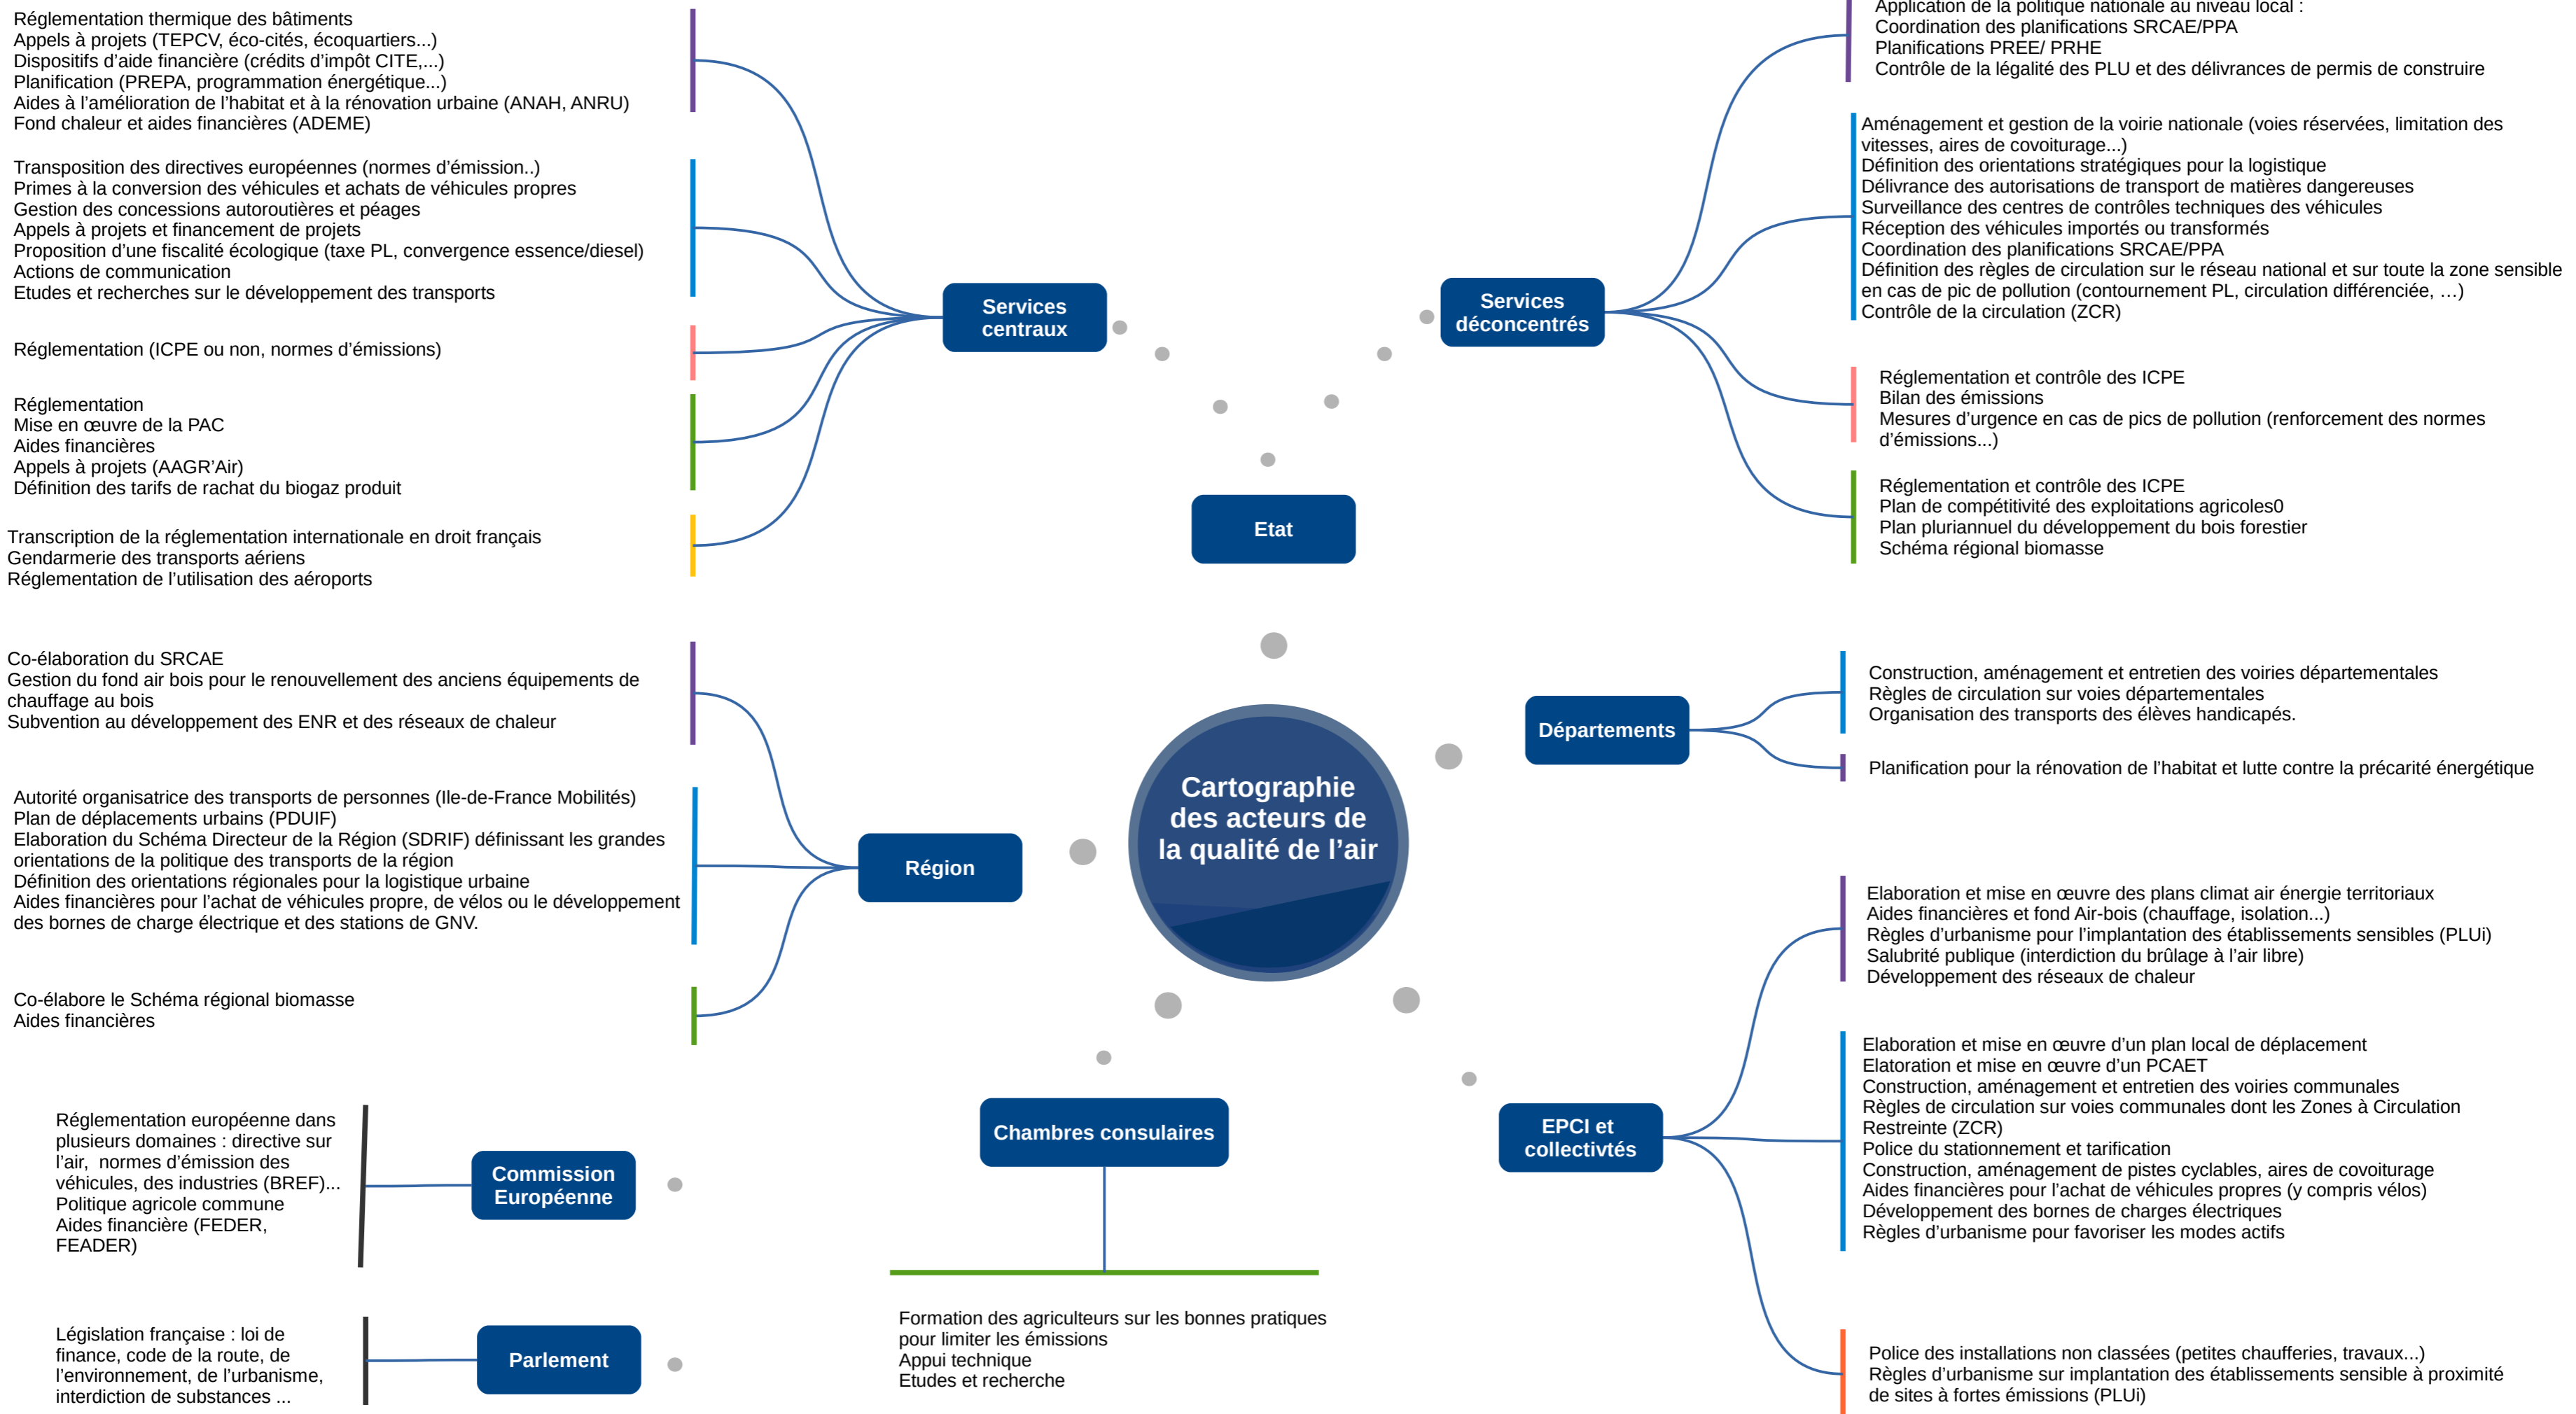 Réglementation thermique des bâtiments
Appels à projets (TEPCV, éco-cités, écoquartiers...)
Dispositifs d’aide financière (crédits d’impôt CITE,...)
Planification (PREPA, programmation énergétique...)
Aides à l’amélioration de l’habitat et à la rénovation urbaine (ANAH, ANRU)
Fond chaleur et aides financières (ADEME)
Transposition des directives européennes (normes d’émission..)
Primes à la conversion des véhicules et achats de véhicules propres
Gestion des concessions autoroutières et péages
Appels à projets et financement de projets
Proposition d’une fiscalité écologique (taxe PL, convergence essence/diesel)
Actions de communication
Etudes et recherches sur le développement des transports
Réglementation (ICPE ou non, normes d’émissions)
Réglementation
Mise en œuvre de la PAC
Aides financières
Appels à projets (AAGR’Air)
Définition des tarifs de rachat du biogaz produit
Transcription de la réglementation internationale en droit français
Gendarmerie des transports aériens
Réglementation de l’utilisation des aéroports
Services
centraux
Services
déconcentrés
Etat
Application de la politique nationale au niveau local :
Coordination des planifications SRCAE/PPA
Planifications PREE/ PRHE
Contrôle de la légalité des PLU et des délivrances de permis de construire
Aménagement et gestion de la voirie nationale (voies réservées, limitation des
vitesses, aires de covoiturage...)
Définition des orientations stratégiques pour la logistique
Délivrance des autorisations de transport de matières dangereuses
Surveillance des centres de contrôles techniques des véhicules
Réception des véhicules importés ou transformés
Coordination des planifications SRCAE/PPA
Définition des règles de circulation sur le réseau national et sur toute la zone sensible
en cas de pic de pollution (contournement PL, circulation différenciée, …)
Contrôle de la circulation (ZCR)
Réglementation et contrôle des ICPE
Bilan des émissions
Mesures d’urgence en cas de pics de pollution (renforcement des normes
d’émissions...)
Réglementation et contrôle des ICPE
Plan de compétitivité des exploitations agricoles0
Plan pluriannuel du développement du bois forestier
Schéma régional biomasse
Co-élaboration du SRCAE
Gestion du fond air bois pour le renouvellement des anciens équipements de
chauffage au bois
Subvention au développement des ENR et des réseaux de chaleur
Autorité organisatrice des transports de personnes (Ile-de-France Mobilités)
Plan de déplacements urbains (PDUIF)
Elaboration du Schéma Directeur de la Région (SDRIF) définissant les grandes
orientations de la politique des transports de la région
Définition des orientations régionales pour la logistique urbaine
Aides financières pour l’achat de véhicules propre, de vélos ou le développement
des bornes de charge électrique et des stations de GNV.
Co-élabore le Schéma régional biomasse
Aides financières
Région
Cartographie
des acteurs de
la qualité de l’air
Départements
Construction, aménagement et entretien des voiries départementales
Règles de circulation sur voies départementales
Organisation des transports des élèves handicapés.
Planification pour la rénovation de l’habitat et lutte contre la précarité énergétique
Elaboration et mise en œuvre des plans climat air énergie territoriaux
Aides financières et fond Air-bois (chauffage, isolation...)
Règles d’urbanisme pour l’implantation des établissements sensibles (PLUi)
Salubrité publique (interdiction du brûlage à l’air libre)
Développement des réseaux de chaleur
EPCI et
collectivtés
Elaboration et mise en œuvre d’un plan local de déplacement
Elatoration et mise en œuvre d’un PCAET
Construction, aménagement et entretien des voiries communales
Règles de circulation sur voies communales dont les Zones à Circulation
Restreinte (ZCR)
Police du stationnement et tarification
Construction, aménagement de pistes cyclables, aires de covoiturage
Aides financières pour l’achat de véhicules propres (y compris vélos)
Développement des bornes de charges électriques
Règles d’urbanisme pour favoriser les modes actifs
Police des installations non classées (petites chaufferies, travaux...)
Règles d’urbanisme sur implantation des établissements sensible à proximité
de sites à fortes émissions (PLUi)
Chambres consulaires
Formation des agriculteurs sur les bonnes pratiques
pour limiter les émissions
Appui technique
Etudes et recherche
Réglementation européenne dans
plusieurs domaines : directive sur
l’air, normes d’émission des
véhicules, des industries (BREF)...
Politique agricole commune
Aides financière (FEDER,
FEADER)
Commission
Européenne
Législation française : loi de
finance, code de la route, de
l’environnement, de l’urbanisme,
interdiction de substances ...
Parlement